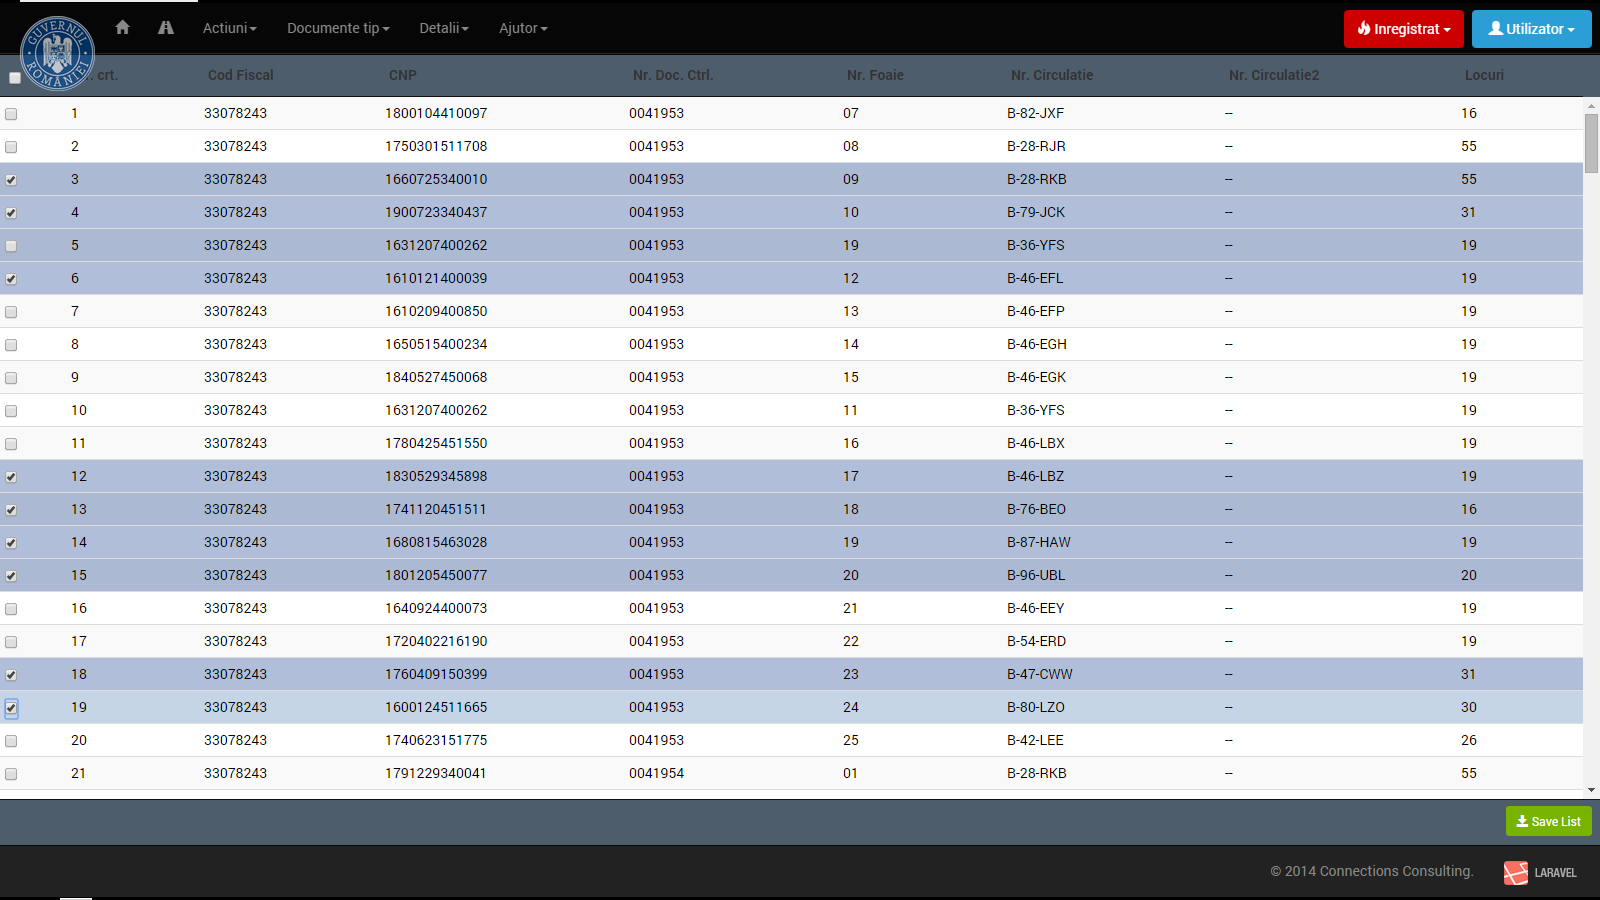 GUVERNUL ROMÂNIEI
Actiuni Documente tip Detalii Ajutor Inregistrat Utilizator
crt. Cod Fiscal CNP Nr. Doc. Ctrl. Nr. Foaie Nr. Circulatie Nr. Circulatie2 Locuri
1 33078243 1800104410097 0041953 07 B-82-JXF -- 16
2 33078243 1750301511708 0041953 08 B-28-RJR -- 55
3 33078243 1660725340010 0041953 09 B-28-RKB -- 55
4 33078243 1900723340437 0041953 10 B-79-JCK -- 31
5 33078243 1631207400262 0041953 19 B-36-YFS -- 19
6 33078243 1610121400039 0041953 12 B-46-EFL -- 19
7 33078243 1610209400850 0041953 13 B-46-EFP -- 19
8 33078243 1650515400234 0041953 14 B-46-EGH -- 19
9 33078243 1840527450068 0041953 15 B-46-EGK -- 19
10 33078243 1631207400262 0041953 11 B-36-YFS -- 19
11 33078243 1780425451550 0041953 16 B-46-LBX -- 19
12 33078243 1830529345898 0041953 17 B-46-LBZ -- 19
13 33078243 1741120451511 0041953 18 B-76-BEO -- 16
14 33078243 1680815463028 0041953 19 B-87-HAW -- 19
15 33078243 1801205450077 0041953 20 B-96-UBL -- 20
16 33078243 1640924400073 0041953 21 B-46-EEY -- 19
17 33078243 1720402216190 0041953 22 B-54-ERD -- 19
18 33078243 1760409150399 0041953 23 B-47-CWW -- 31
19 33078243 1600124511665 0041953 24 B-80-LZO -- 30
20 33078243 1740623151775 0041953 25 B-42-LEE -- 26
21 33078243 1791229340041 0041954 01 B-28-RKB -- 55
Save List
© 2014 Connections Consulting. LARAVEL